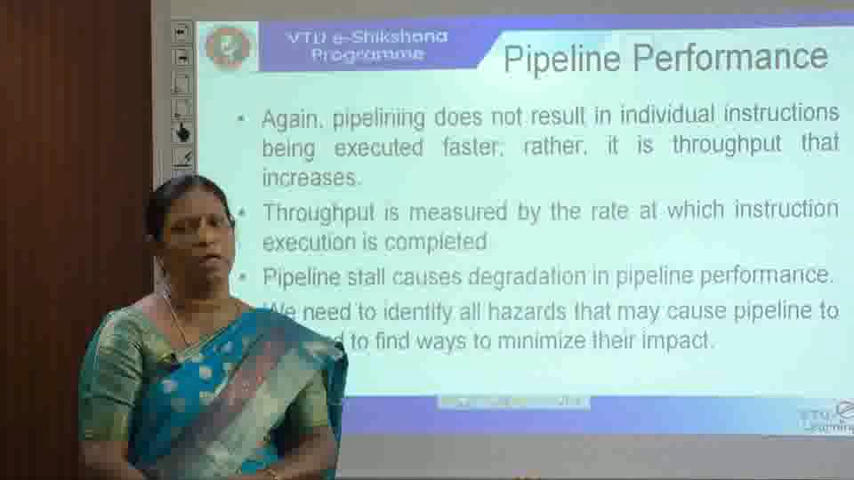 VTU e-Shikshana
Programme
Pipeline Performance
• Again, pipelining does not result in individual instructions
being executed faster; rather, it is throughput that
increases.
• Throughput is measured by the rate at which instruction
execution is completed
• Pipeline stall causes degradation in pipeline performance.
We need to identify all hazards that may cause pipeline to
to find ways to minimize their impact.
VTU e
Learning